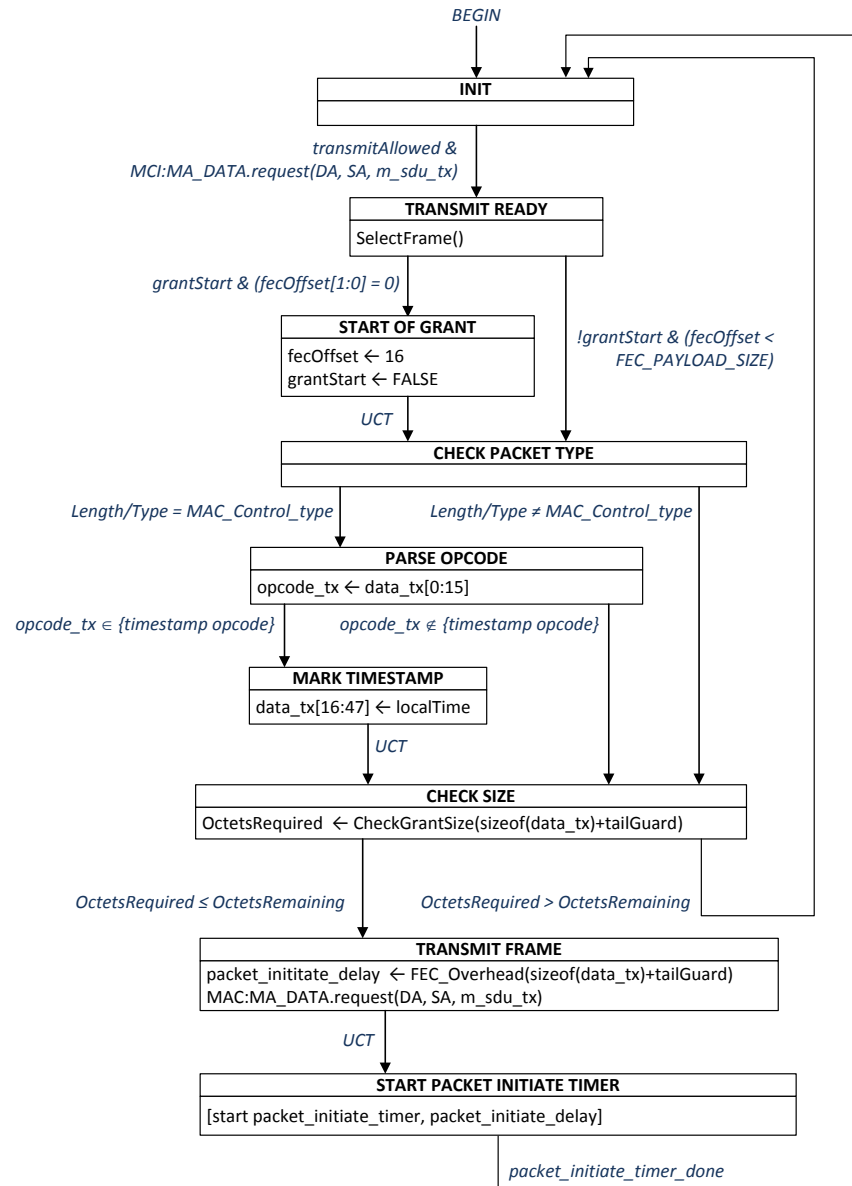 BEGIN
INIT
transmitAllowed &
MCI:MA_DATA.request(DA, SA, m_sdu_tx)
TRANSMIT READY
SelectFrame()
grantStart & (fecOffset[1:0] = 0)
!grantStart & (fecOffset <
FEC_PAYLOAD_SIZE)
START OF GRANT
fecOffset ← 16
grantStart ← FALSE
UCT
CHECK PACKET TYPE
Length/Type = MAC_Control_type
Length/Type ≠ MAC_Control_type
PARSE OPCODE
opcode_tx ← data_tx[0:15]
opcode_tx ∈ {timestamp opcode}
opcode_tx ∉ {timestamp opcode}
MARK TIMESTAMP
data_tx[16:47] ← localTime
UCT
CHECK SIZE
OctetsRequired ← CheckGrantSize(sizeof(data_tx)+tailGuard)
OctetsRequired ≤ OctetsRemaining
OctetsRequired > OctetsRemaining
TRANSMIT FRAME
packet_inititate_delay ← FEC_Overhead(sizeof(data_tx)+tailGuard)
MAC:MA_DATA.request(DA, SA, m_sdu_tx)
UCT
START PACKET INITIATE TIMER
[start packet_initiate_timer, packet_initiate_delay]
packet_initiate_timer_done